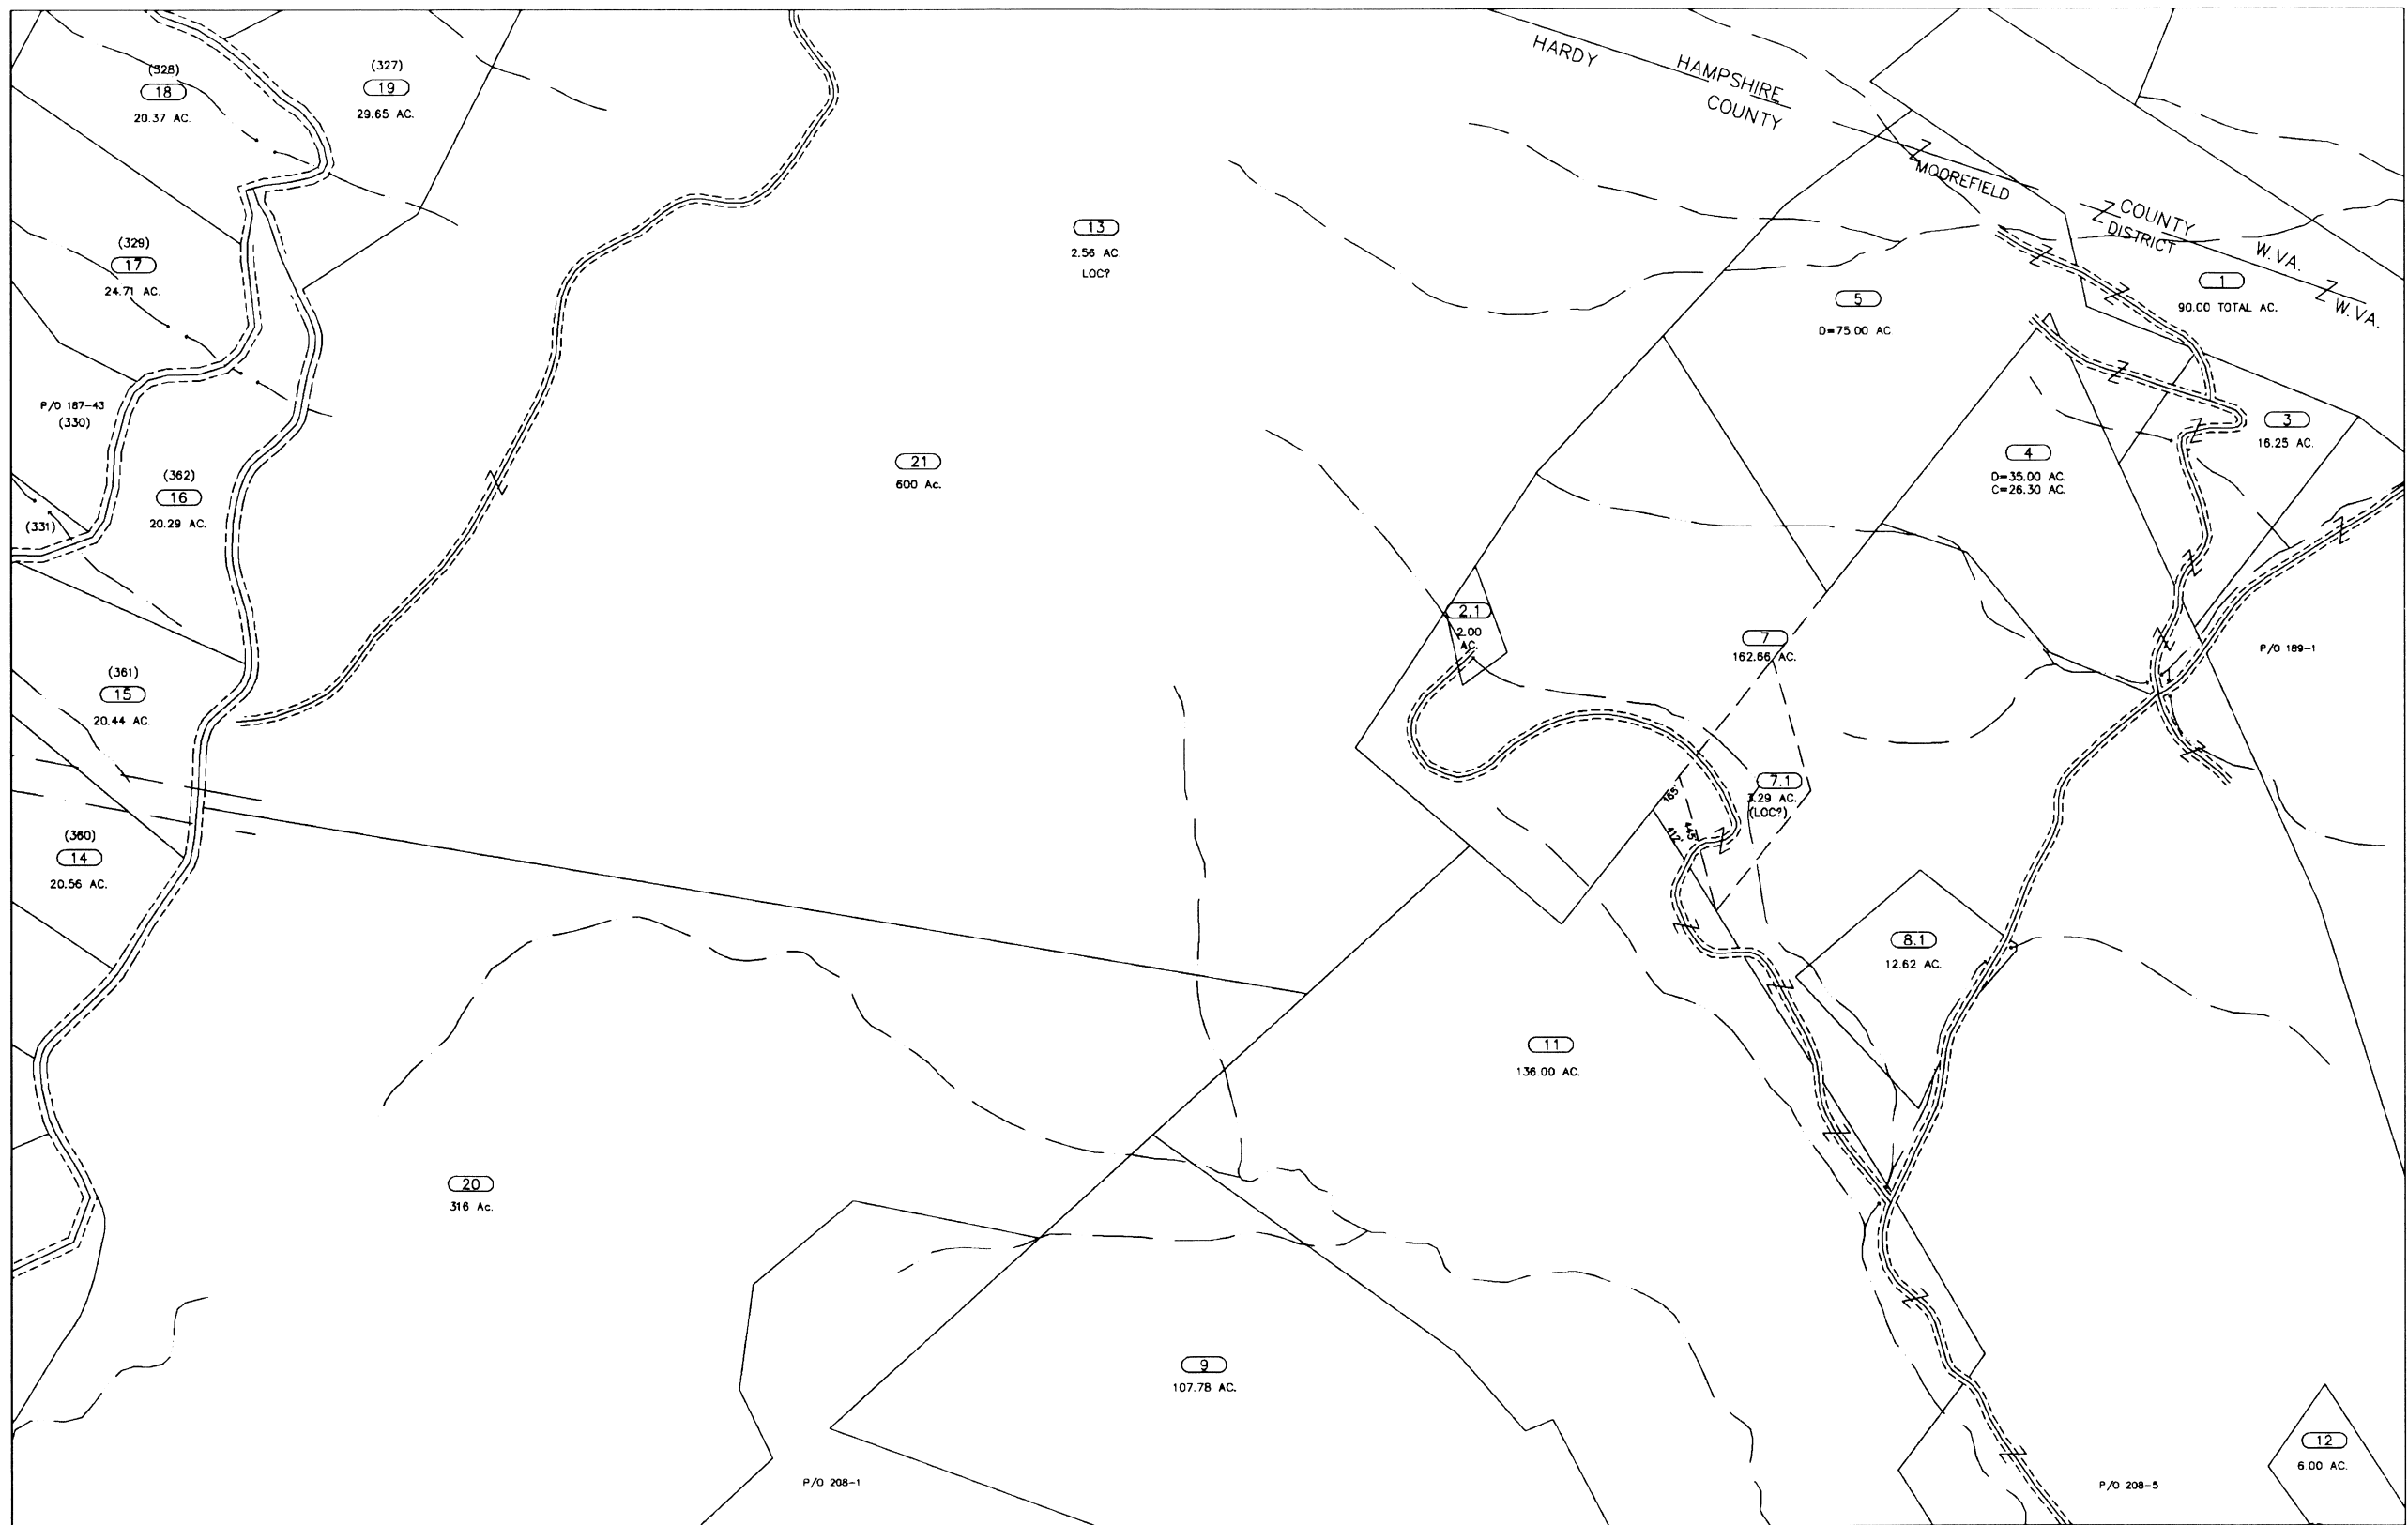 HARDY
HAMPSHIRE
COUNTY
MOOREFIELD
COUNTY
DISTRICT
W.VA.
W.VA.
(328)
18
20.37 AC.
(327)
19
29.65 AC.
(329)
17
24.71 AC.
13
2.56 AC.
LOC?
5
D=75.00 AC.
1
90.00 TOTAL AC.
P/O 187-43
(330)
3
16.25 AC.
4
D=35.00 AC.
C=26.30 AC.
21
600 Ac.
(362)
16
20.29 AC.
(331)
2.1
2.00
AC.
7
162.66 AC.
P/O 189-1
(361)
15
20.44 AC.
7.1
3.29 AC.
(LOC?)
165'
445'
412'
(360)
14
20.56 AC.
8.1
12.62 AC.
11
136.00 AC.
20
316 Ac.
9
107.78 AC.
12
6.00 AC.
P/O 208-1
P/O 208-5